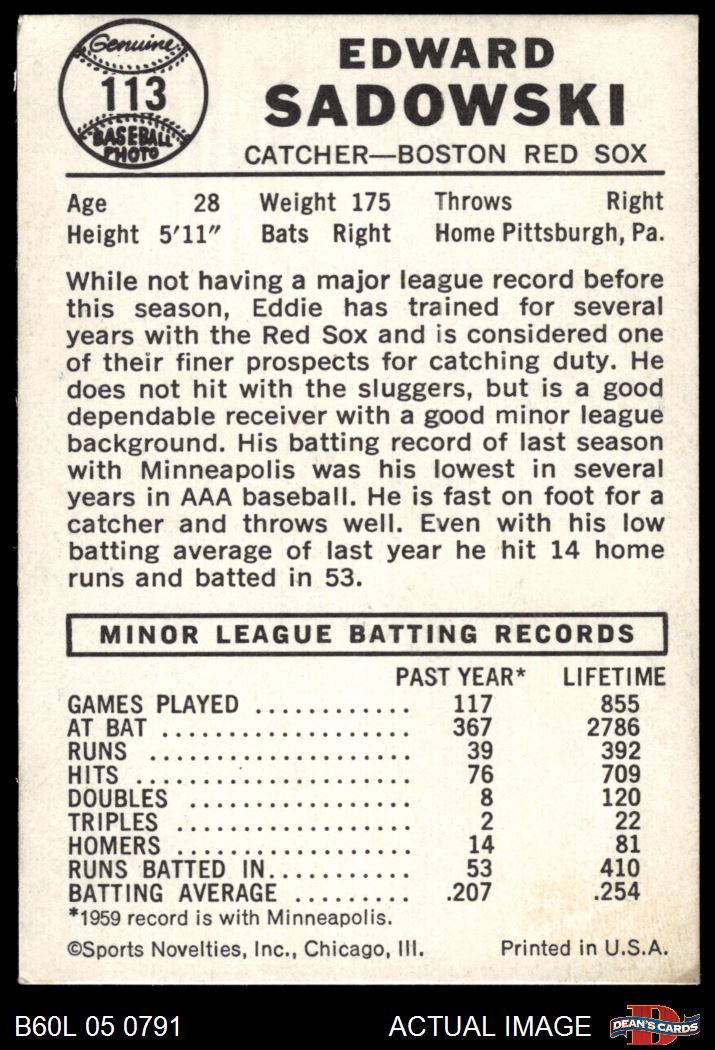 Genuine
113
BASEBALL
PHOTO
EDWARD
SADOWSKI
CATCHER—BOSTON RED SOX
Age 28 Weight 175 Throws Right
Height 5'11" Bats Right Home Pittsburgh, Pa.
While not having a major league record before
this season, Eddie has trained for several
years with the Red Sox and is considered one
of their finer prospects for catching duty. He
does not hit with the sluggers, but is a good
dependable receiver with a good minor league
background. His batting record of last season
with Minneapolis was his lowest in several
years in AAA baseball. He is fast on foot for a
catcher and throws well. Even with his low
batting average of last year he hit 14 home
runs and batted in 53.
MINOR LEAGUE BATTING RECORDS
PAST YEAR* LIFETIME
GAMES PLAYED ............ 117 855
AT BAT .................... 367 2786
RUNS ..................... 39 392
HITS ...................... 76 709
DOUBLES ................. 8 120
TRIPLES .................. 2 22
HOMERS .................. 14 81
RUNS BATTED IN........... 53 410
BATTING AVERAGE ......... .207 .254
*1959 record is with Minneapolis.
©Sports Novelties, Inc., Chicago, Ill. Printed in U.S.A.
B60L 05 0791 ACTUAL IMAGE D DEAN'S CARDS